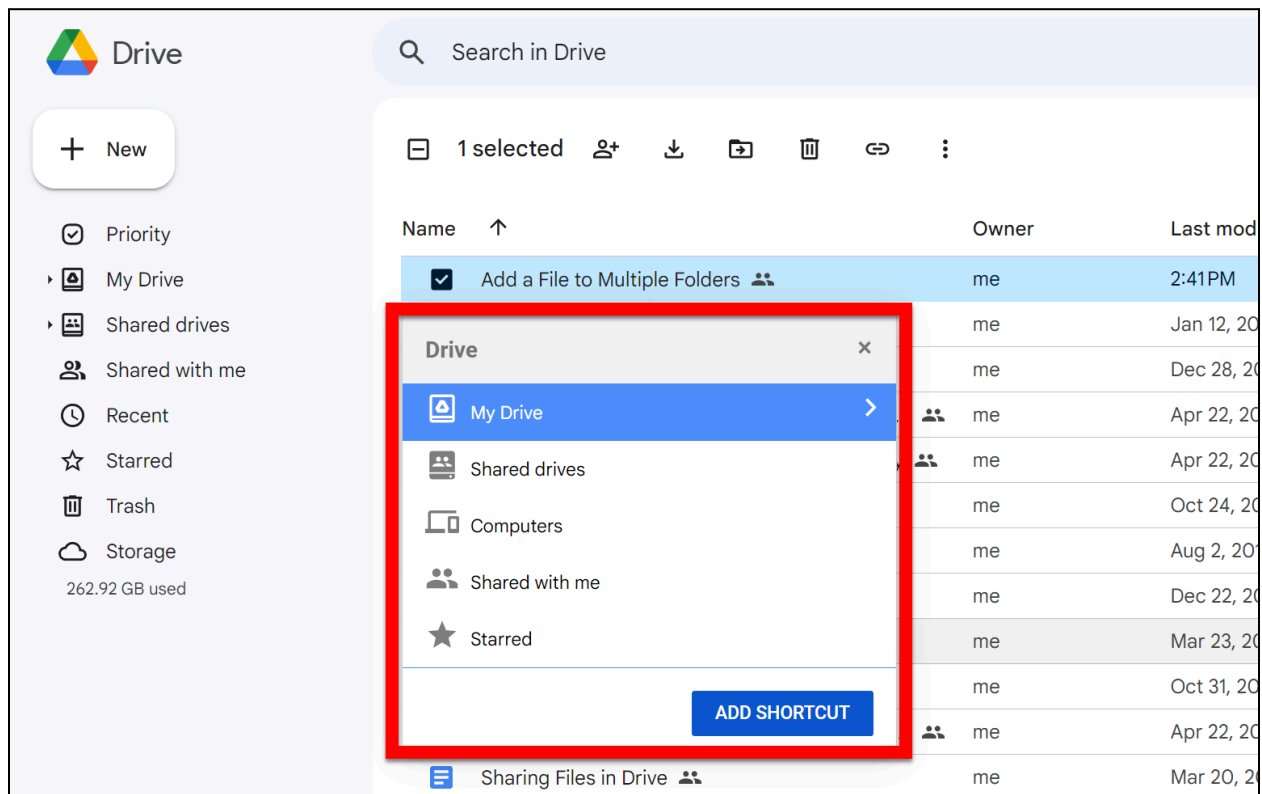 Drive
Search in Drive
New
1 selected
Priority
My Drive
Shared drives
Shared with me
Recent
Starred
Trash
Storage
262.92 GB used
Name Owner Last mod
Add a File to Multiple Folders me 2:41 PM
me Jan 12, 20
me Dec 28, 20
me Apr 22, 20
me Apr 22, 20
me Oct 24, 20
me Aug 2, 201
me Dec 22, 20
me Mar 23, 20
me Oct 31, 20
me Apr 22, 20
Sharing Files in Drive me Mar 20, 20
Drive
My Drive
Shared drives
Computers
Shared with me
Starred
ADD SHORTCUT